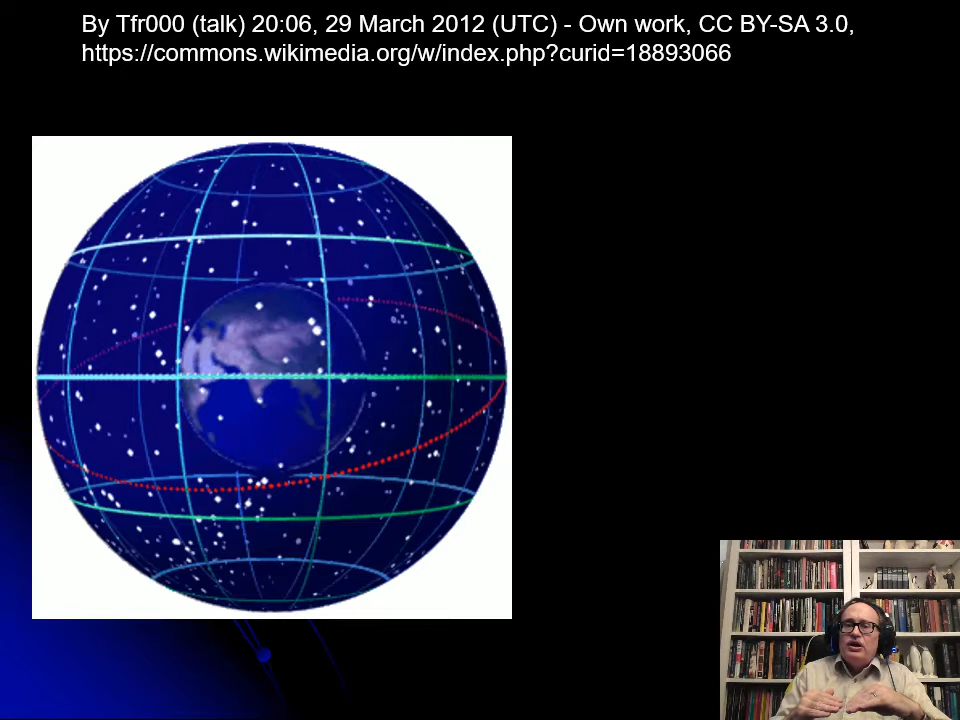 By Tfr000 (talk) 20:06, 29 March 2012 (UTC) - Own work, CC BY-SA 3.0,
https://commons.wikimedia.org/w/index.php?curid=18893066